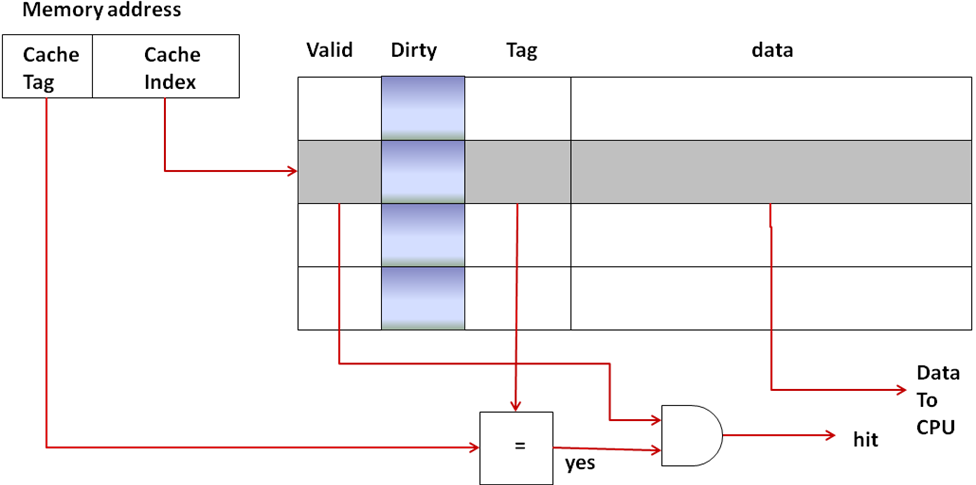 Memory address
Cache Tag
Cache Index
Valid
Dirty
Tag
data
=
yes
hit
Data To CPU